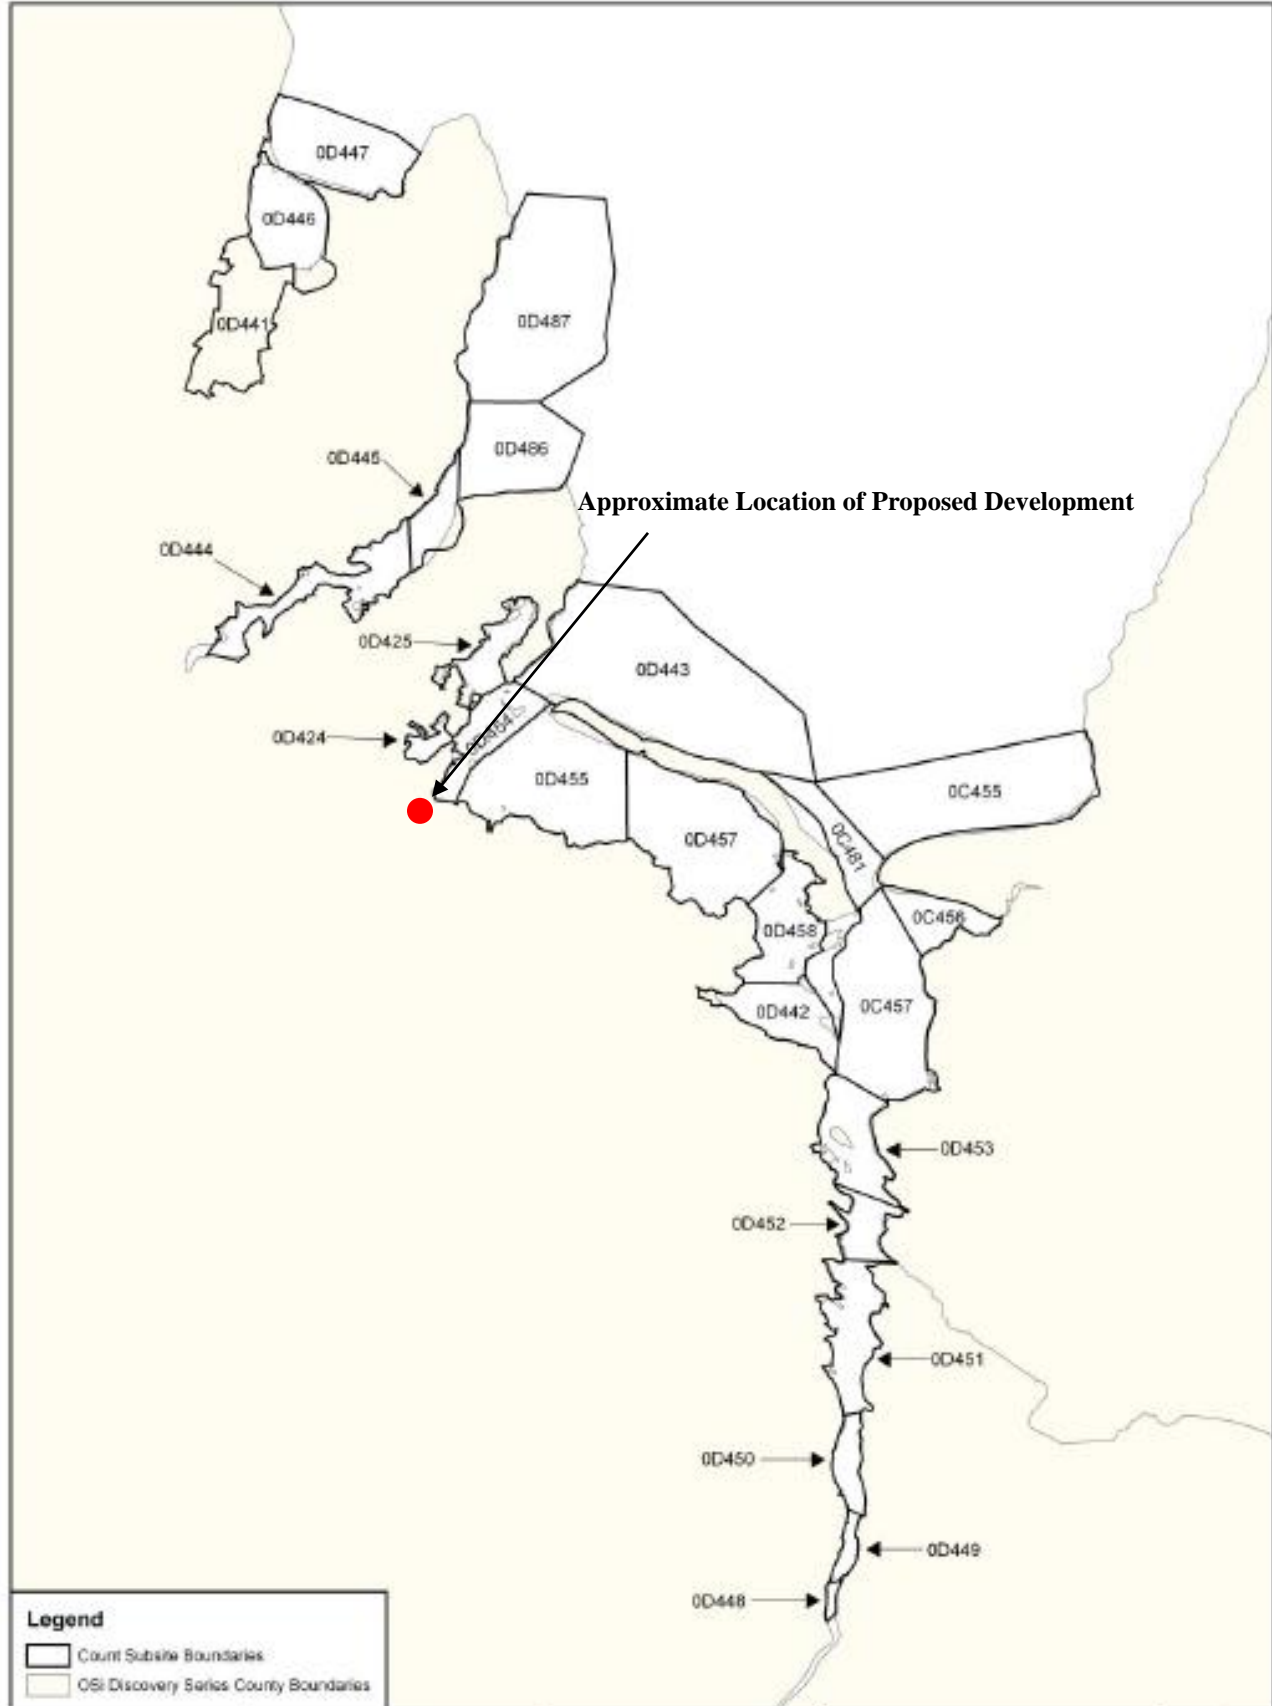 0D447
0D446
0D441
0D487
0D445
0D486
Approximate Location of Proposed Development
0D444
0D425
0D443
0D424
0D455
0C455
0D457
0C481
0C456
0D458
0D442
0C457
0D453
0D452
0D451
0D450
0D449
0D448
Legend
Count Subsite Boundaries
OSi Discovery Series County Boundaries